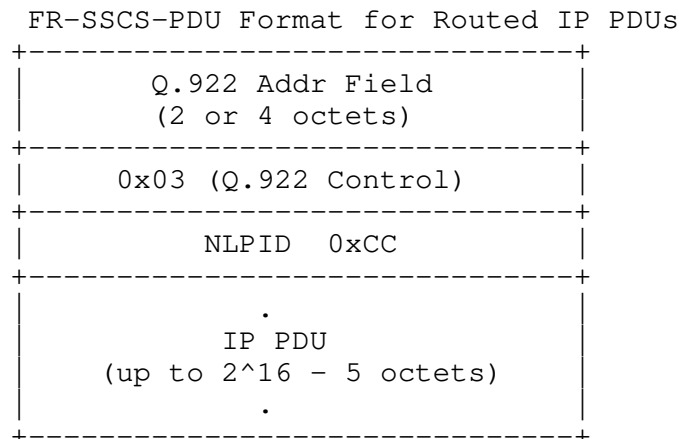 FR-SSCS-PDU Format for Routed IP PDUs
+-------------------------------+
| Q.922 Addr Field |
| (2 or 4 octets) |
+-------------------------------+
| 0x03 (Q.922 Control) |
+-------------------------------+
| NLPID 0xCC |
+-------------------------------+
| . |
| IP PDU |
| (up to 2^16 - 5 octets) |
| . |
+-------------------------------+